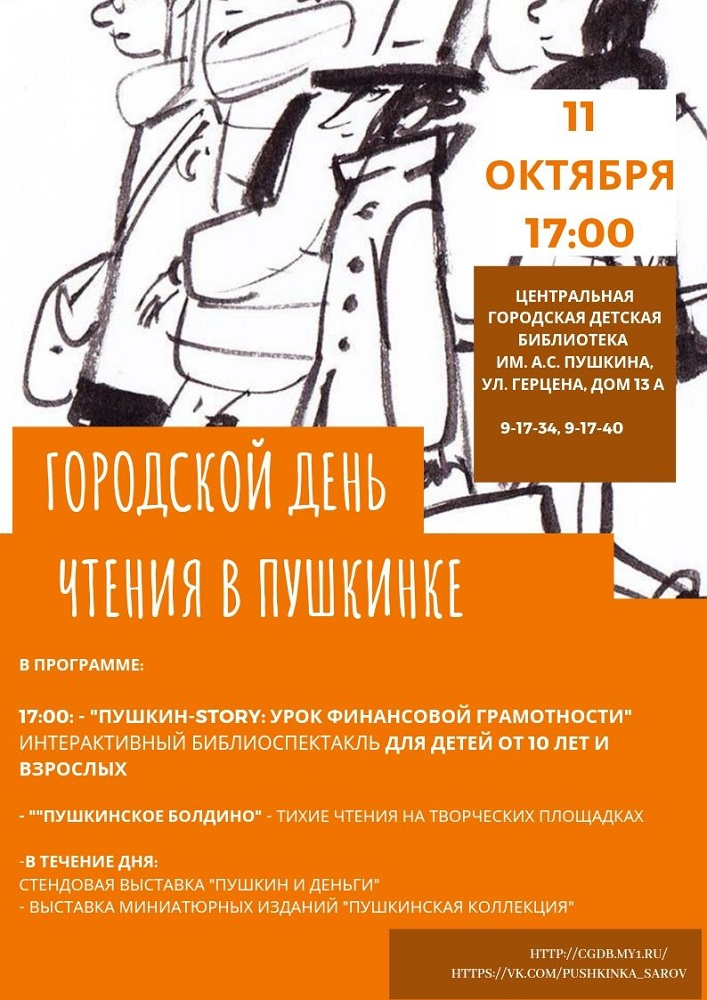 11
ОКТЯБРЯ
17:00
ЦЕНТРАЛЬНАЯ
ГОРОДСКАЯ ДЕТСКАЯ
БИБЛИОТЕКА
ИМ. А.С. ПУШКИНА,
УЛ. ГЕРЦЕНА, ДОМ 13 А
9-17-34, 9-17-40
ГОРОДСКОЙ ДЕНЬ
ЧТЕНИЯ В ПУШКИНКЕ
В ПРОГРАММЕ:
17:00: - "ПУШКИН-STORY: УРОК ФИНАНСОВОЙ ГРАМОТНОСТИ"
ИНТЕРАКТИВНЫЙ БИБЛИОСПЕКТАКЛЬ ДЛЯ ДЕТЕЙ ОТ 10 ЛЕТ И
ВЗРОСЛЫХ
- ""ПУШКИНСКОЕ БОЛДИНО" - ТИХИЕ ЧТЕНИЯ НА ТВОРЧЕСКИХ ПЛОЩАДКАХ
-В ТЕЧЕНИЕ ДНЯ:
СТЕНДОВАЯ ВЫСТАВКА "ПУШКИН И ДЕНЬГИ"
- ВЫСТАВКА МИНИАТЮРНЫХ ИЗДАНИЙ "ПУШКИНСКАЯ КОЛЛЕКЦИЯ"
HTTP://CGDB.MY1.RU/
HTTPS://VK.COM/PUSHKINKA_SAROV